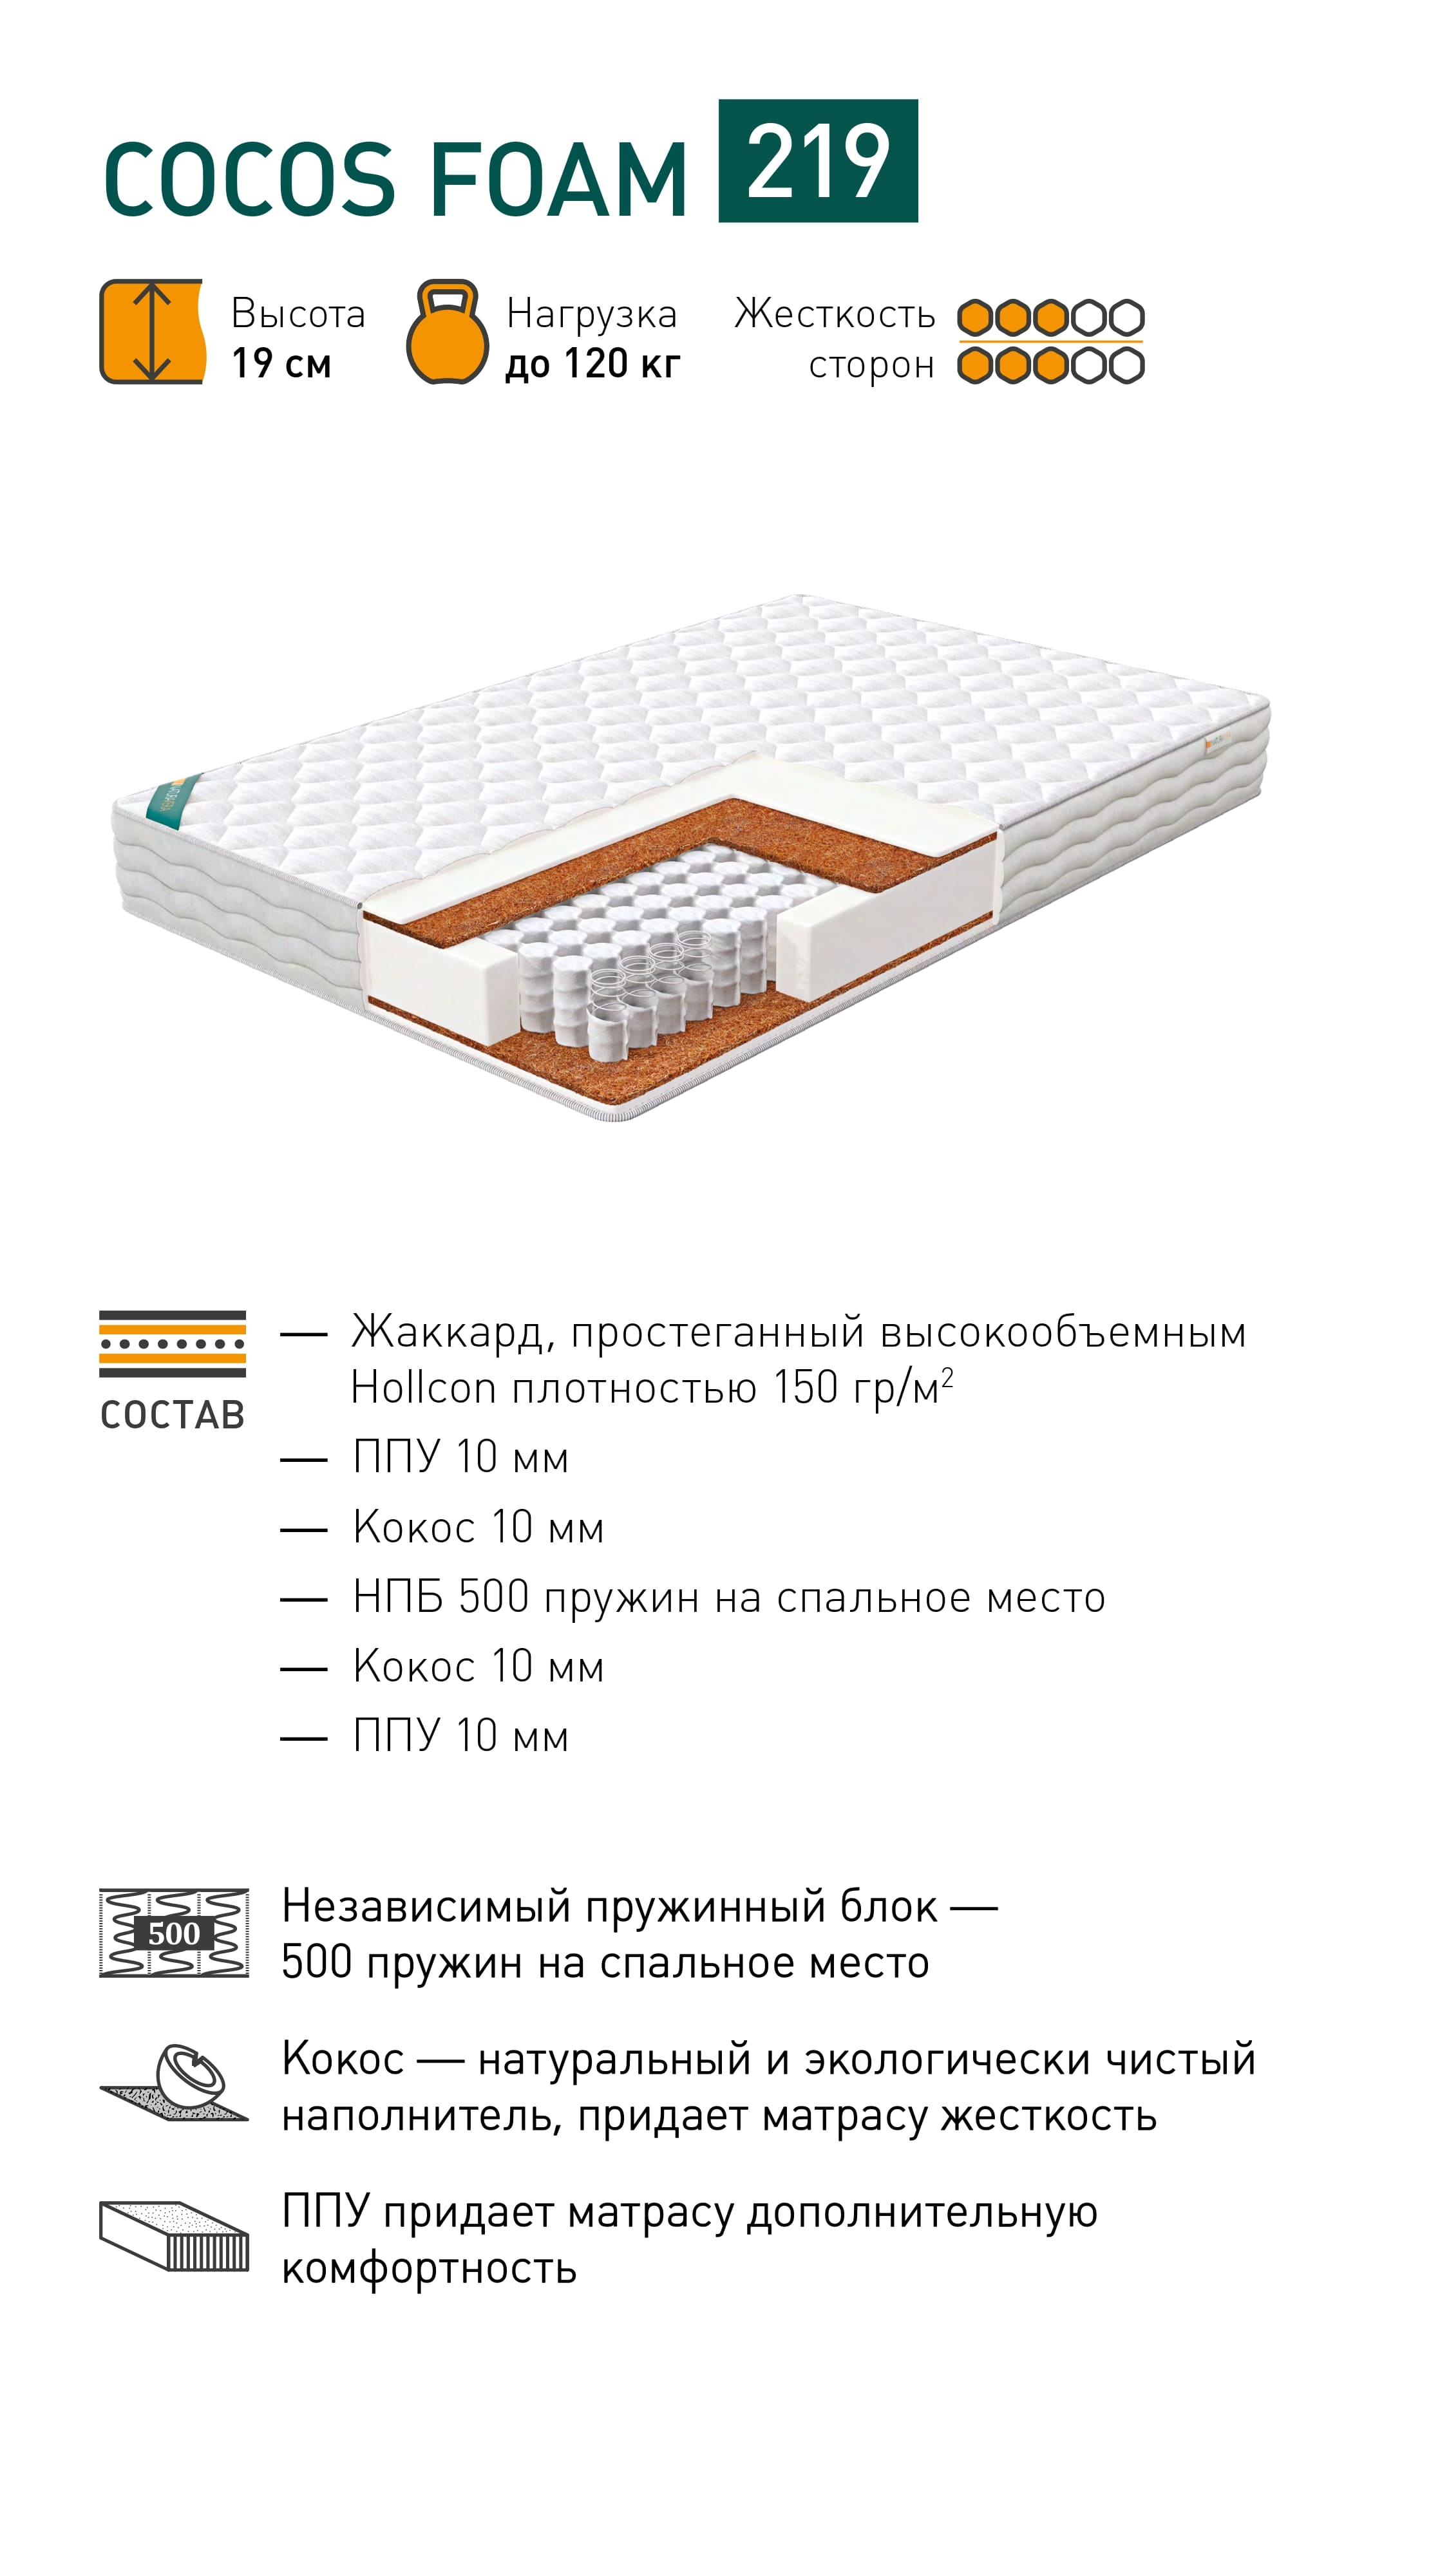 COCOS FOAM 219
Высота
19 см
Нагрузка
до 120 кг
Жесткость
сторон
СОСТАВ
— Жаккард, простеганный высокообъемным
Hollcon плотностью 150 гр/м²
— ППУ 10 мм
— Кокос 10 мм
— НПБ 500 пружин на спальное место
— Кокос 10 мм
— ППУ 10 мм
500
Независимый пружинный блок —
500 пружин на спальное место
Кокос — натуральный и экологически чистый
наполнитель, придает матрасу жесткость
ППУ придает матрасу дополнительную
комфортность